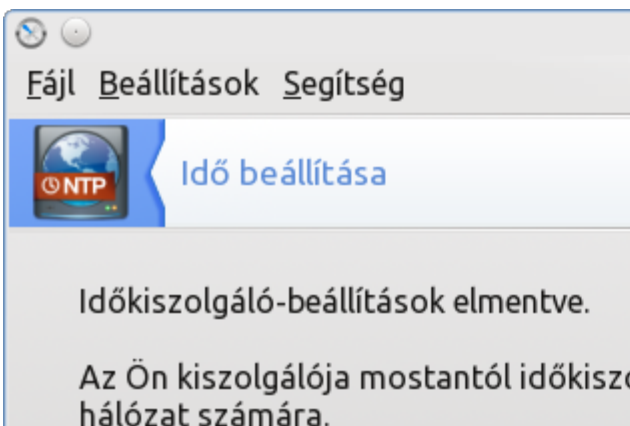 Fájl Beállítások Segítség
NTP
Idő beállítása
Időkiszolgáló-beállítások elmentve.
Az Ön kiszolgálója mostantól
hálózat számára.